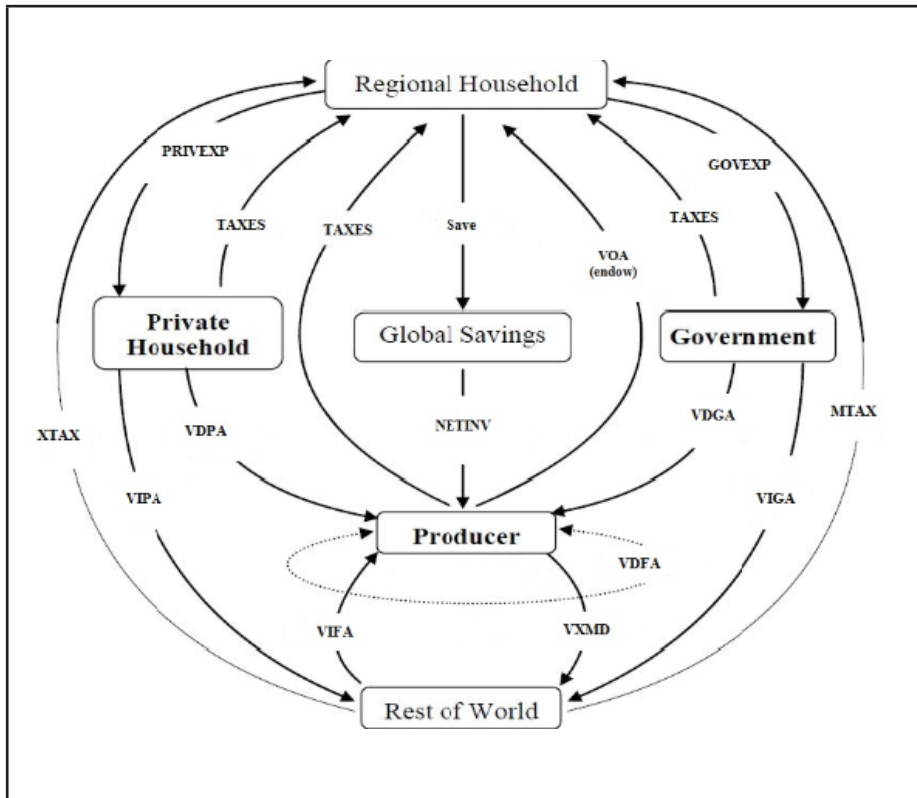 Regional Household
PRIVEXP
GOVEXP
TAXES
TAXES
Save
VOA
(endow)
TAXES
Private
Household
Global Savings
Government
XTAX
VDPA
NETINV
VDGA
MTAX
VIPA
VIGA
Producer
VDFA
VIFA
VXMD
Rest of World